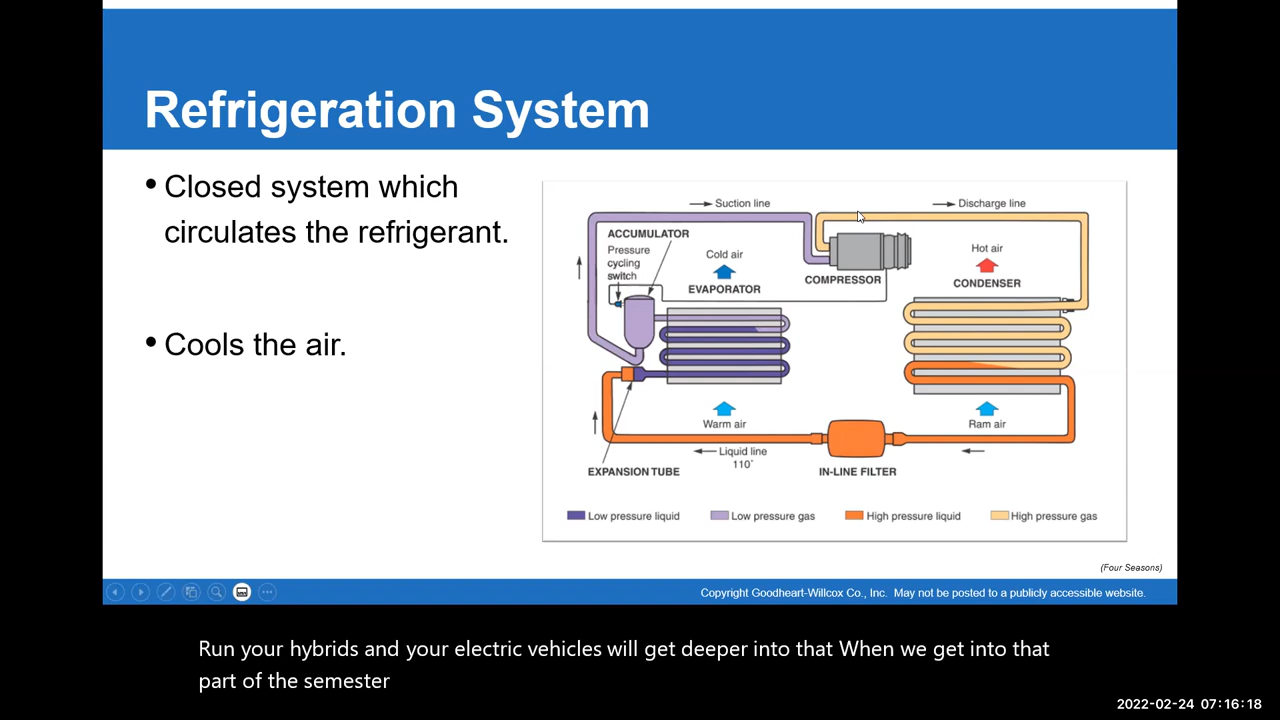 Refrigeration System
• Closed system which
circulates the refrigerant.
• Cools the air.
Suction line
Discharge line
ACCUMULATOR
Pressure
cycling
switch
Cold air
EVAPORATOR
COMPRESSOR
Hot air
CONDENSER
Warm air
Ram air
Liquid line
110°
EXPANSION TUBE
IN-LINE FILTER
Low pressure liquid
Low pressure gas
High pressure liquid
High pressure gas
(Four Seasons)
Copyright Goodheart-Willcox Co., Inc. May not be posted to a publicly accessible website.
Run your hybrids and your electric vehicles will get deeper into that When we get into that
part of the semester
2022-02-24 07:16:18